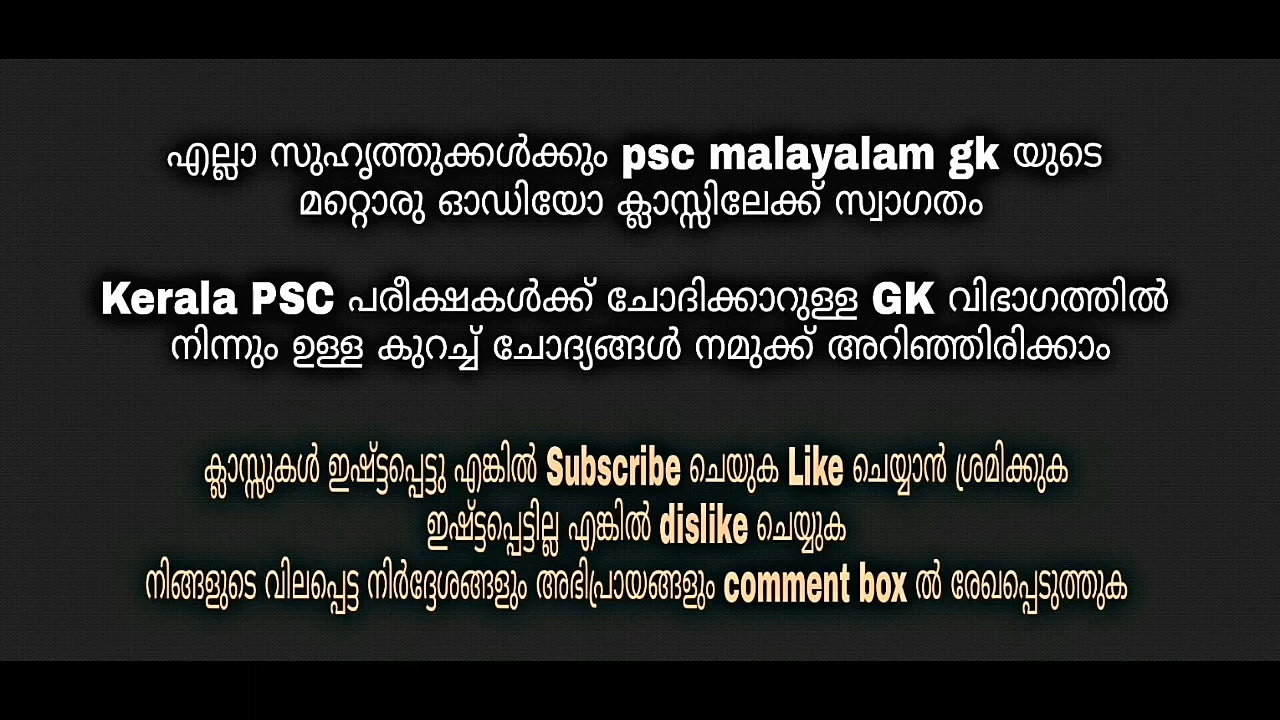 എല്ലാ സുഹൃത്തുക്കൾക്കും psc malayalam gk യുടെ
മറ്റൊരു ഓഡിയോ ക്ലാസ്സിലേക്ക് സ്വാഗതം
Kerala PSC പരീക്ഷകൾക്ക് ചോദിക്കാറുള്ള GK വിഭാഗത്തിൽ
നിന്നും ഉള്ള കുറച്ച് ചോദ്യങ്ങൾ നമുക്ക് അറിഞ്ഞിരിക്കാം
ക്ലാസ്സുകൾ ഇഷ്ട്ടപ്പെട്ടു എങ്കിൽ Subscribe ചെയുക Like ചെയ്യാൻ ശ്രമിക്കുക
ഇഷ്ട്ടപ്പെട്ടില്ല എങ്കിൽ dislike ചെയ്യുക
നിങ്ങളുടെ വിലപ്പെട്ട നിർദ്ദേശങ്ങളും അഭിപ്രായങ്ങളും comment box ൽ രേഖപ്പെടുത്തുക